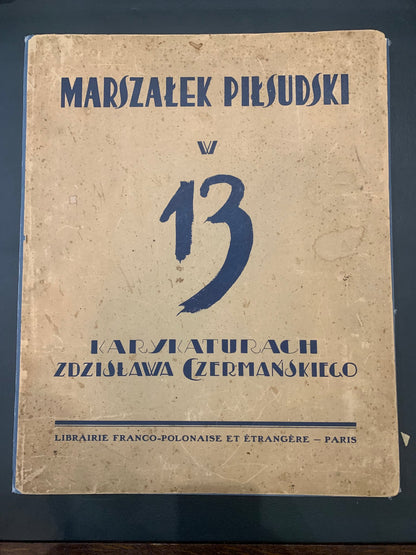 MARSZAŁEK PIŁSUDSKI
W
13
KARYKATURACH
ZDZISŁAWA CZERMAŃSKIEGO
LIBRAIRIE FRANCO-POLONAISE ET ÉTRANGÈRE — PARIS